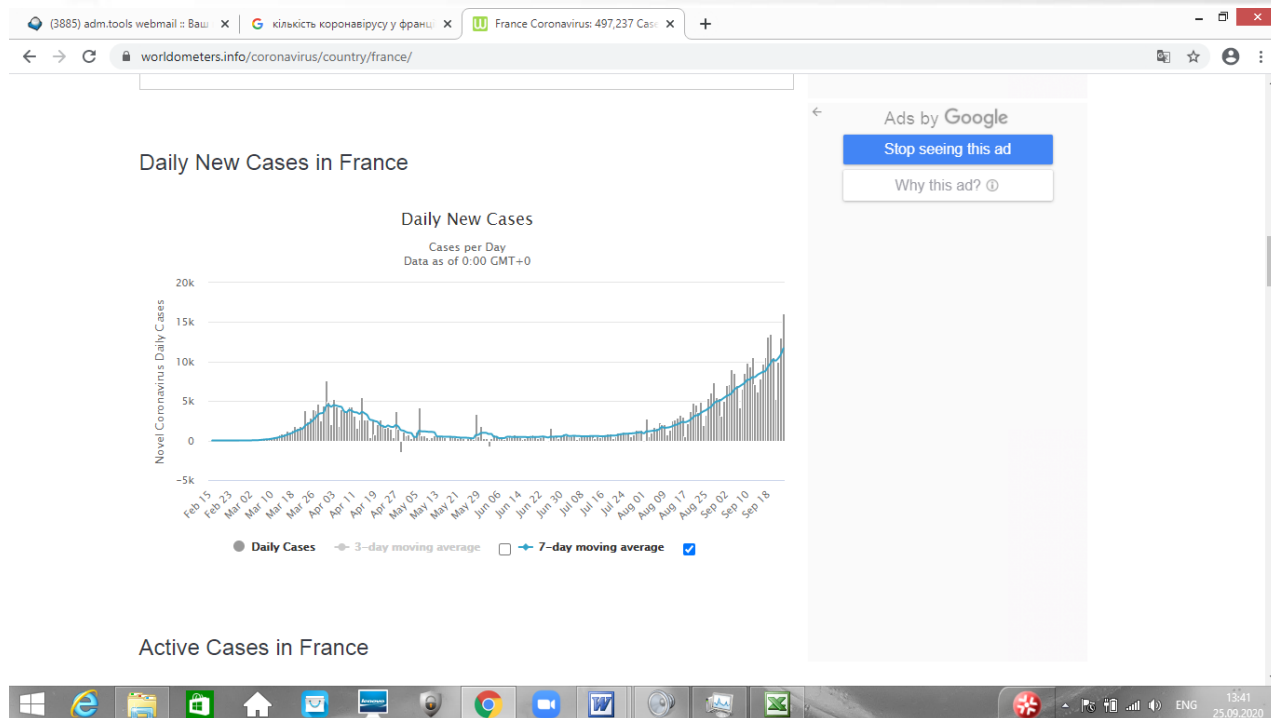 (3885) adm.tools webmail :: Ваш
кількість коронавірусу у франц
France Coronavirus: 497,237 Case
worldometers.info/coronavirus/country/france/
Ads by Google
Stop seeing this ad
Why this ad?
Daily New Cases in France
Daily New Cases
Cases per Day
Data as of 0:00 GMT+0
Novel Coronavirus Daily Cases
20k
15k
10k
5k
0
−5k
Feb 15 Feb 23 Mar 02 Mar 10 Mar 18 Mar 26 Apr 03 Apr 11 Apr 19 Apr 27 May 05 May 13 May 21 May 29 Jun 06 Jun 14 Jun 22 Jun 30 Jul 08 Jul 16 Jul 24 Aug 01 Aug 09 Aug 17 Aug 25 Sep 02 Sep 10 Sep 18
Daily Cases 3-day moving average 7-day moving average
Active Cases in France
lenovo
ENG
13:41
25.09.2020